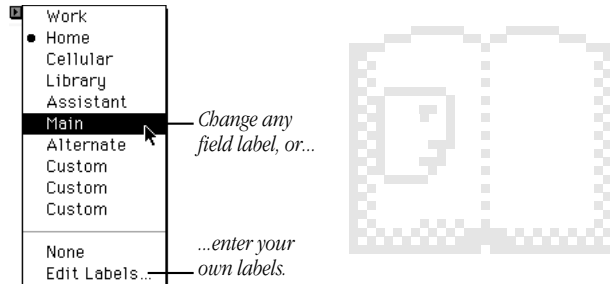 Work
Home
Cellular
Library
Assistant
Main
Alternate
Custom
Custom
Custom
None
Edit Labels...
Change any
field label, or...
...enter your
own labels.